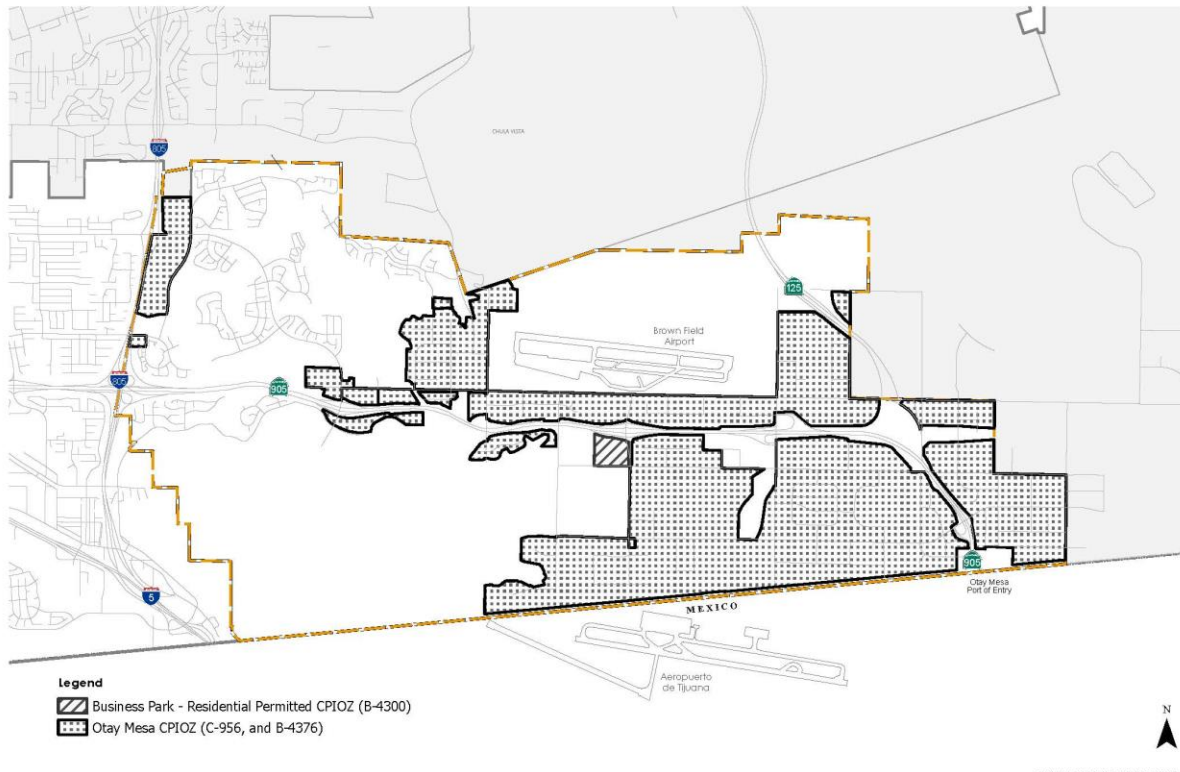 805
CHULA VISTA
125
Brown Field
Airport
805
905
905
Otay Mesa
Port of Entry
5
MEXICO
Aeropuerto
de Tijuana
Legend
Business Park - Residential Permitted CPIOZ (B-4300)
Otay Mesa CPIOZ (C-956, and B-4376)
N